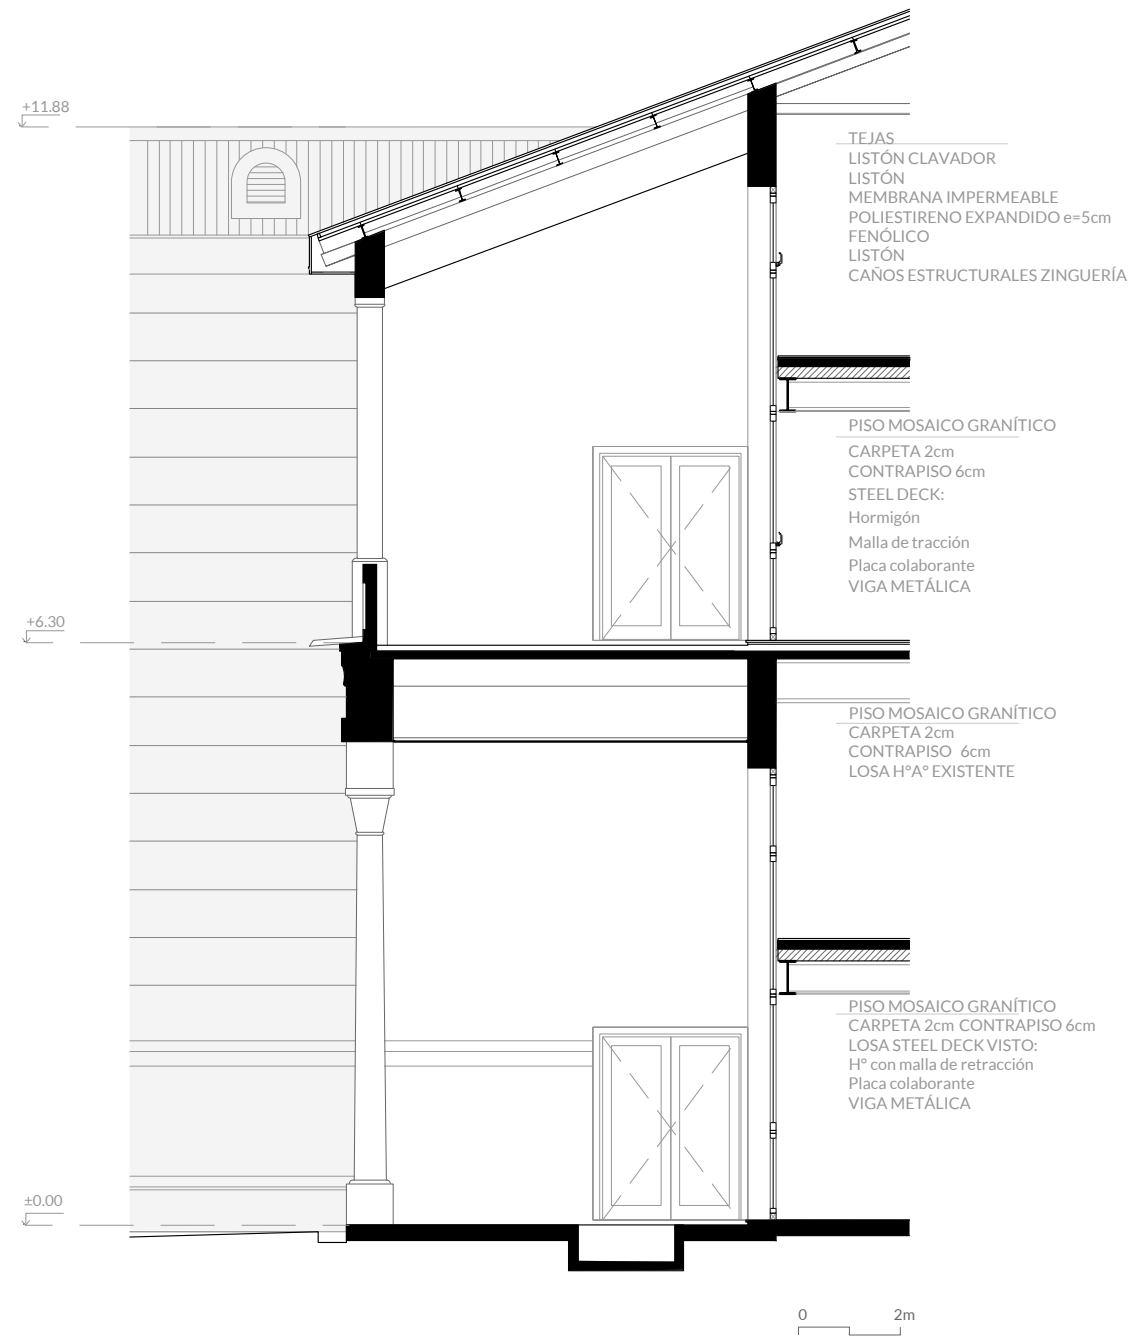 +11.88
TEJAS
LISTÓN CLAVADOR
LISTÓN
MEMBRANA IMPERMEABLE
POLIESTIRENO EXPANDIDO e=5cm
FENÓLICO
LISTÓN
CAÑOS ESTRUCTURALES ZINGUERÍA
PISO MOSAICO GRANÍTICO
CARPETA 2cm
CONTRAPISO 6cm
STEEL DECK:
Hormigón
Malla de tracción
Placa colaborante
VIGA METÁLICA
+6.30
PISO MOSAICO GRANÍTICO
CARPETA 2cm
CONTRAPISO 6cm
LOSA H°A° EXISTENTE
PISO MOSAICO GRANÍTICO
CARPETA 2cm CONTRAPISO 6cm
LOSA STEEL DECK VISTO:
H° con malla de retracción
Placa colaborante
VIGA METÁLICA
±0.00
0 2m